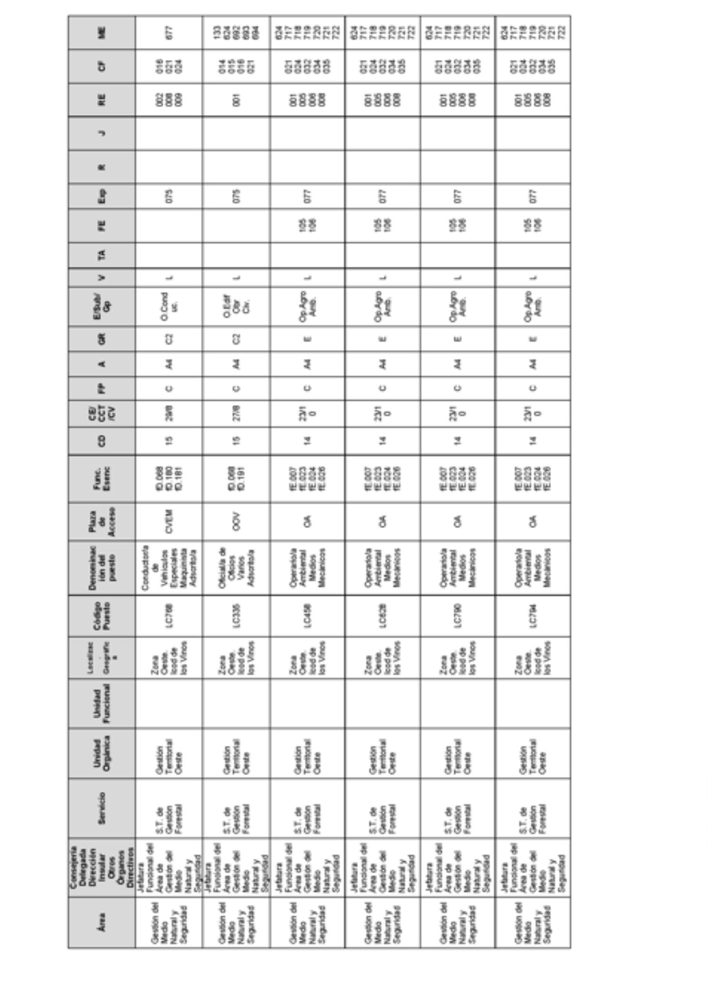 Área
Consejería
Delegada
Dirección
Insular
Otros
Órganos
Directivos
Servicio
Unidad
Orgánica
Unidad
Funcional
Localizac
.
Geográfic
a
Código
Puesto
Denominac
ión del
puesto
Plaza
de
Acceso
Func.
Esenc
CD
CE/
CCT
/CV
FP
A
GR
E/Sub/
Gp
V
TA
FE
Exp
R
J
RE
CF
ME
Gestión del
Medio
Natural y
Seguridad
Jefatura
Funcional del
Área de
Gestión del
Medio
Natural y
Seguridad
S.T. de
Gestión
Forestal
Gestión
Territorial
Oeste
Zona
Oeste.
Icod de
los Vinos
LC768
Conductor/a
de
Vehículos
Especiales
Maquinista
Adscrito/a
CVEM
fD.068
fD.180
fD.181
15
29/8
C
A4
C2
O.Cond
uc.
L
075
002
008
009
016
021
024
677
Gestión del
Medio
Natural y
Seguridad
Jefatura
Funcional del
Área de
Gestión del
Medio
Natural y
Seguridad
S.T. de
Gestión
Forestal
Gestión
Territorial
Oeste
Zona
Oeste.
Icod de
los Vinos
LC335
Oficial/a de
Oficios
Varios
Adscrito/a
OOV
fD.068
fD.191
15
27/8
C
A4
C2
O.Edif
Obr
Civ.
L
075
001
014
015
016
021
133
624
692
693
694
Gestión del
Medio
Natural y
Seguridad
Jefatura
Funcional del
Área de
Gestión del
Medio
Natural y
Seguridad
S.T. de
Gestión
Forestal
Gestión
Territorial
Oeste
Zona
Oeste.
Icod de
los Vinos
LC458
Operario/a
Ambiental
Medios
Mecánicos
OA
fE.007
fE.023
fE.024
fE.026
14
23/1
0
C
A4
E
Op.Agro
Amb.
L
105
106
077
001
005
006
008
021
024
032
034
035
624
717
718
719
720
721
722
Gestión del
Medio
Natural y
Seguridad
Jefatura
Funcional del
Área de
Gestión del
Medio
Natural y
Seguridad
S.T. de
Gestión
Forestal
Gestión
Territorial
Oeste
Zona
Oeste.
Icod de
los Vinos
LC628
Operario/a
Ambiental
Medios
Mecánicos
OA
fE.007
fE.023
fE.024
fE.026
14
23/1
0
C
A4
E
Op.Agro
Amb.
L
105
106
077
001
005
006
008
021
024
032
034
035
624
717
718
719
720
721
722
Gestión del
Medio
Natural y
Seguridad
Jefatura
Funcional del
Área de
Gestión del
Medio
Natural y
Seguridad
S.T. de
Gestión
Forestal
Gestión
Territorial
Oeste
Zona
Oeste.
Icod de
los Vinos
LC790
Operario/a
Ambiental
Medios
Mecánicos
OA
fE.007
fE.023
fE.024
fE.026
14
23/1
0
C
A4
E
Op.Agro
Amb.
L
105
106
077
001
005
006
008
021
024
032
034
035
624
717
718
719
720
721
722
Gestión del
Medio
Natural y
Seguridad
Jefatura
Funcional del
Área de
Gestión del
Medio
Natural y
Seguridad
S.T. de
Gestión
Forestal
Gestión
Territorial
Oeste
Zona
Oeste.
Icod de
los Vinos
LC794
Operario/a
Ambiental
Medios
Mecánicos
OA
fE.007
fE.023
fE.024
fE.026
14
23/1
0
C
A4
E
Op.Agro
Amb.
L
105
106
077
001
005
006
008
021
024
032
034
035
624
717
718
719
720
721
722